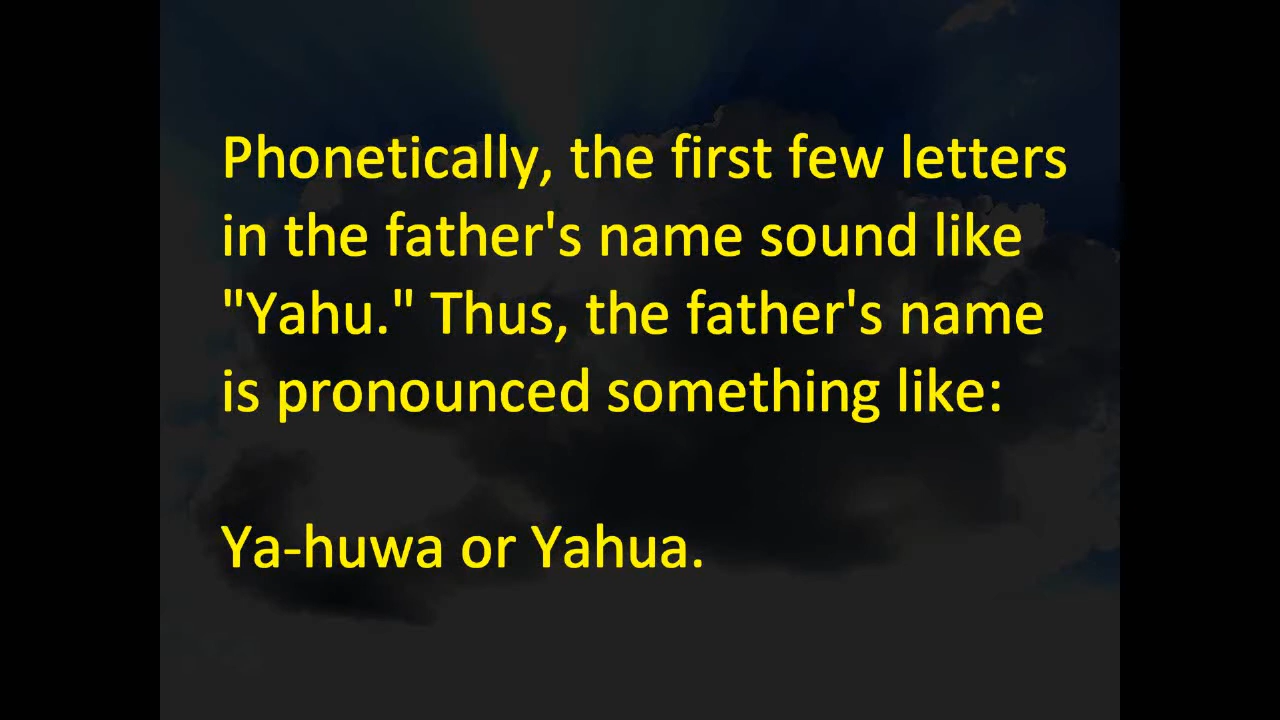 Phonetically, the first few letters
in the father's name sound like
"Yahu." Thus, the father's name
is pronounced something like:
Ya-huwa or Yahua.